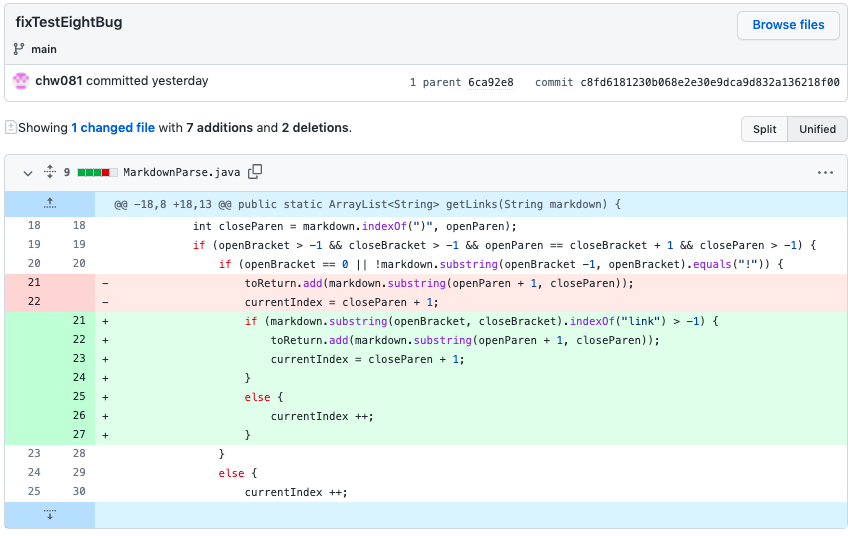 fixTestEightBug
Browse files
main
chw081 committed yesterday 1 parent 6ca92e8 commit c8fd6181230b068e2e30e9dca9d832a136218f00
Showing 1 changed file with 7 additions and 2 deletions.
Split Unified
9 MarkdownParse.java
@@ -18,8 +18,13 @@ public static ArrayList<String> getLinks(String markdown) {
18 18 int closeParen = markdown.indexOf(")", openParen);
19 19 if (openBracket > -1 && closeBracket > -1 && openParen == closeBracket + 1 && closeParen > -1) {
20 20 if (openBracket == 0 || !markdown.substring(openBracket -1, openBracket).equals("!")) {
21 - toReturn.add(markdown.substring(openParen + 1, closeParen));
22 - currentIndex = closeParen + 1;
21 + if (markdown.substring(openBracket, closeBracket).indexOf("link") > -1) {
22 + toReturn.add(markdown.substring(openParen + 1, closeParen));
23 + currentIndex = closeParen + 1;
24 + }
25 + else {
26 + currentIndex ++;
27 + }
23 28 }
24 29 else {
25 30 currentIndex ++;